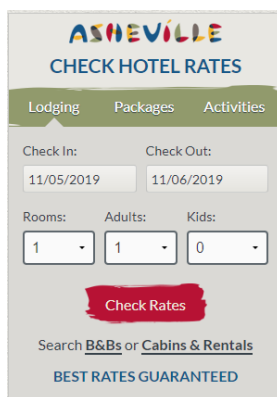 ASHEVILLE
CHECK HOTEL RATES
Lodging Packages Activities
Check In: Check Out:
11/05/2019 11/06/2019
Rooms: Adults: Kids:
1 1 0
Check Rates
Search B&Bs or Cabins & Rentals
BEST RATES GUARANTEED